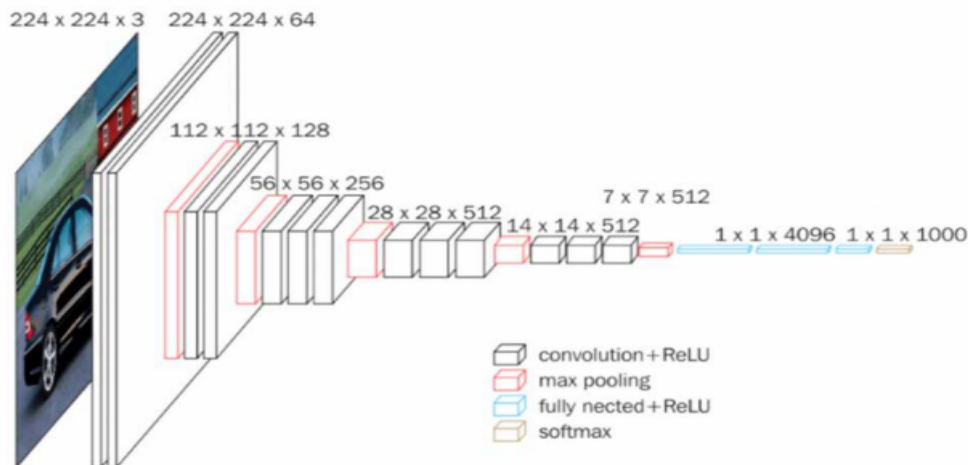 224 x 224 x 3
224 x 224 x 64
112 x 112 x 128
56 x 56 x 256
28 x 28 x 512
14 x 14 x 512
7 x 7 x 512
1 x 1 x 4096
1 x 1 x 1000
convolution+ReLU
max pooling
fully nected+ReLU
softmax